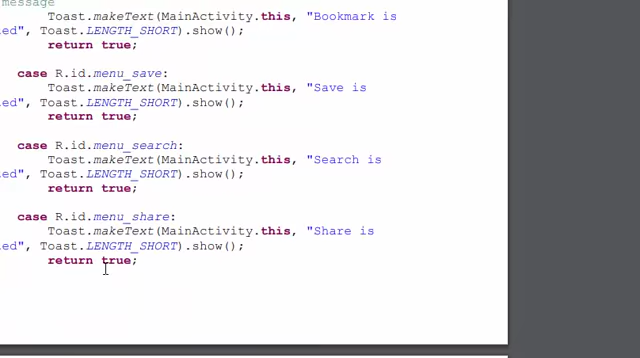 message
Toast.makeText(MainActivity.this, "Bookmark is
ed", Toast.LENGTH_SHORT).show();
return true;
case R.id.menu_save:
Toast.makeText(MainActivity.this, "Save is
ed", Toast.LENGTH_SHORT).show();
return true;
case R.id.menu_search:
Toast.makeText(MainActivity.this, "Search is
ed", Toast.LENGTH_SHORT).show();
return true;
case R.id.menu_share:
Toast.makeText(MainActivity.this, "Share is
ed", Toast.LENGTH_SHORT).show();
return true;